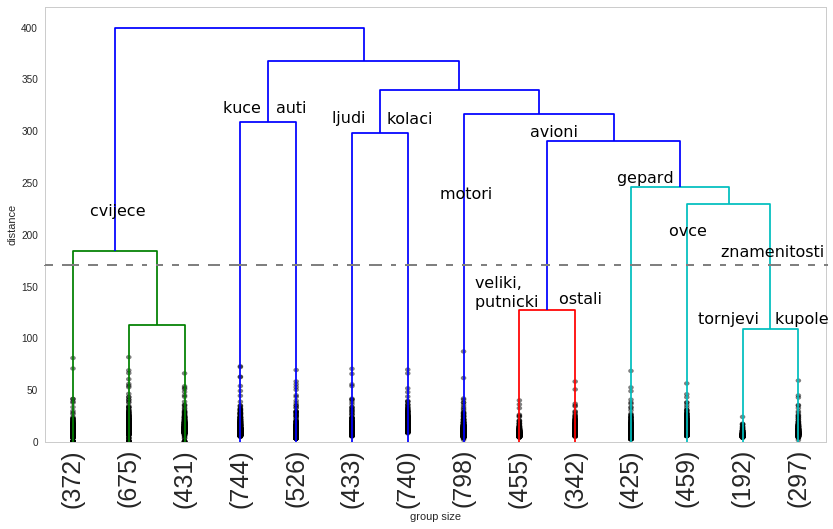 400
350
300
250
200
150
100
50
0
distance
kuce auti
ljudi kolaci
avioni
gepard
motori
cvijece
ovce
znamenitosti
veliki,
putnicki ostali
tornjevi kupole
(372) (675) (431) (744) (526) (433) (740) (798) (455) (342) (425) (459) (192) (297)
group size